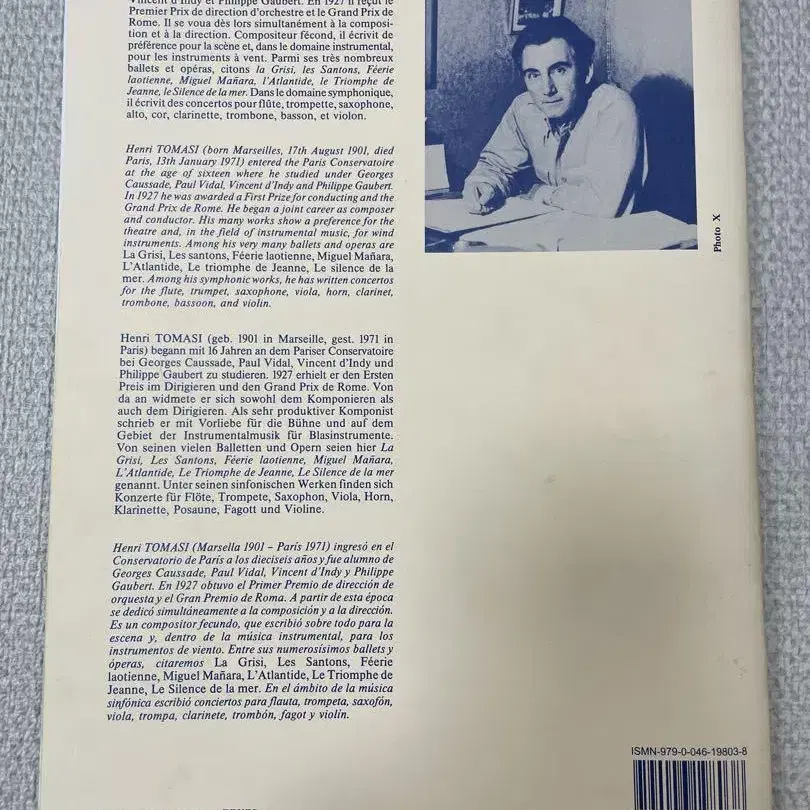 Vincent d'Indy et Philippe Gaubert. En 1927 il reçut le
Premier Prix de direction d'orchestre et le Grand Prix de
Rome. Il se voua dès lors simultanément à la composi-
tion et à la direction. Compositeur fécond, il écrivit de
préférence pour la scène et, dans le domaine instrumental,
pour les instruments à vent. Parmi ses très nombreux
ballets et opéras, citons la Grisi, les Santons, Féerie
laotienne, Miguel Mañara, l'Atlantide, le Triomphe de
Jeanne, le Silence de la mer. Dans le domaine symphonique,
il écrivit des concertos pour flûte, trompette, saxophone,
alto, cor, clarinette, trombone, basson, et violon.
Henri TOMASI (born Marseilles, 17th August 1901, died
Paris, 13th January 1971) entered the Paris Conservatoire
at the age of sixteen where he studied under Georges
Caussade, Paul Vidal, Vincent d'Indy and Philippe Gaubert.
In 1927 he was awarded a First Prize for conducting and the
Grand Prix de Rome. He began a joint career as composer
and conductor. His many works show a preference for the
theatre and, in the field of instrumental music, for wind
instruments. Among his very many ballets and operas are
La Grisi, Les santons, Féerie laotienne, Miguel Mañara,
L'Atlantide, Le triomphe de Jeanne, Le silence de la
mer. Among his symphonic works, he has written concertos
for the flute, trumpet, saxophone, viola, horn, clarinet,
trombone, bassoon, and violin.
Henri TOMASI (geb. 1901 in Marseille, gest. 1971 in
Paris) begann mit 16 Jahren an dem Pariser Conservatoire
bei Georges Caussade, Paul Vidal, Vincent d'Indy und
Philippe Gaubert zu studieren. 1927 erhielt er den Ersten
Preis im Dirigieren und den Grand Prix de Rome. Von
da an widmete er sich sowohl dem Komponieren als
auch dem Dirigieren. Als sehr produktiver Komponist
schrieb er mit Vorliebe für die Bühne und auf dem
Gebiet der Instrumentalmusik für Blasinstrumente.
Von seinen vielen Balletten und Opern seien hier La
Grisi, Les Santons, Féerie laotienne, Miguel Mañara,
L'Atlantide, Le Triomphe de Jeanne, Le Silence de la mer
genannt. Unter seinen sinfonischen Werken finden sich
Konzerte für Flöte, Trompete, Saxophon, Viola, Horn,
Klarinette, Posaune, Fagott und Violine.
Henri TOMASI (Marsella 1901 – París 1971) ingresó en el
Conservatorio de París a los dieciseis años y fue alumno de
Georges Caussade, Paul Vidal, Vincent d'Indy y Philippe
Gaubert. En 1927 obtuvo el Primer Premio de dirección de
orquesta y el Gran Premio de Roma. A partir de esta época
se dedicó simultáneamente a la composición y a la dirección.
Es un compositor fecundo, que escribió sobre todo para la
escena y, dentro de la música instrumental, para los
instrumentos de viento. Entre sus numerosísimos ballets y
óperas, citaremos La Grisi, Les Santons, Féerie
laotienne, Miguel Mañara, L'Atlantide, Le Triomphe de
Jeanne, Le Silence de la mer. En el ámbito de la música
sinfónica escribió conciertos para flauta, trompeta, saxofón,
viola, trompa, clarinete, trombón, fagot y violín.
Photo X
ISMN-979-0-046-19803-8